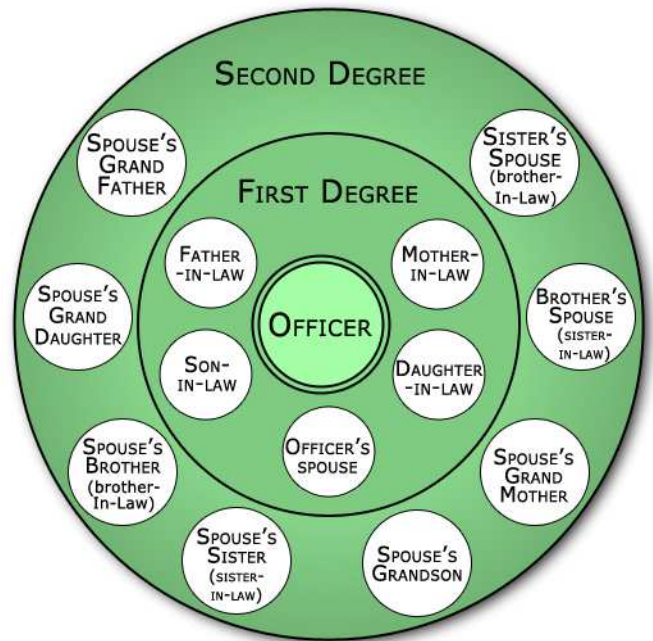 SECOND DEGREE
SPOUSE'S
GRAND
FATHER
SISTER'S
SPOUSE
(brother-
In-Law)
FIRST DEGREE
FATHER
-IN-LAW
MOTHER-
IN-LAW
SPOUSE'S
GRAND
DAUGHTER
OFFICER
BROTHER'S
SPOUSE
(SISTER-
IN-LAW)
SON-
IN-LAW
DAUGHTER
-IN-LAW
SPOUSE'S
BROTHER
(brother-
In-Law)
OFFICER'S
SPOUSE
SPOUSE'S
GRAND
MOTHER
SPOUSE'S
SISTER
(SISTER-
IN-LAW)
SPOUSE'S
GRANDSON